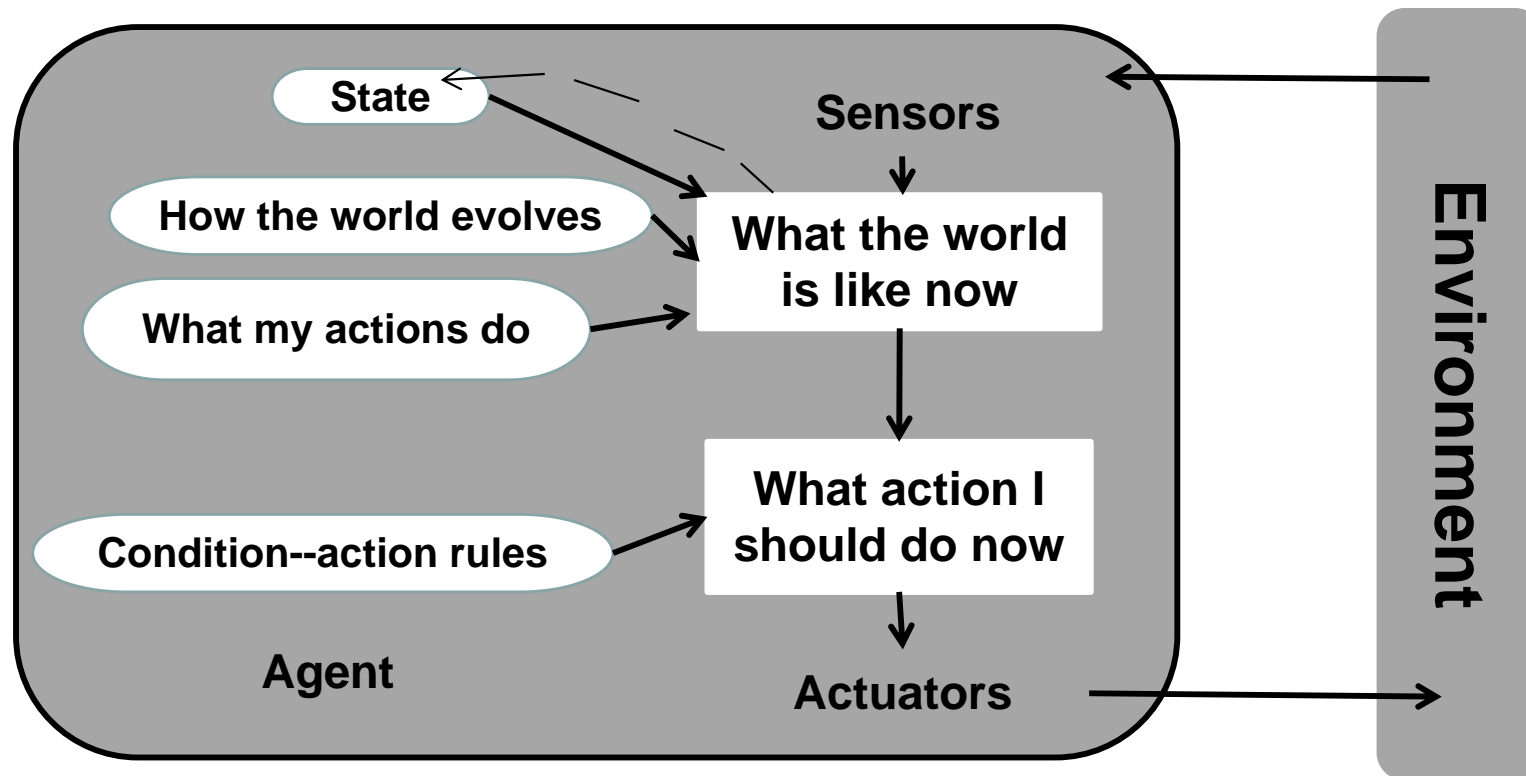 State
Sensors
How the world evolves
What the world
is like now
What my actions do
What action I
should do now
Condition--action rules
Agent
Actuators
Environment